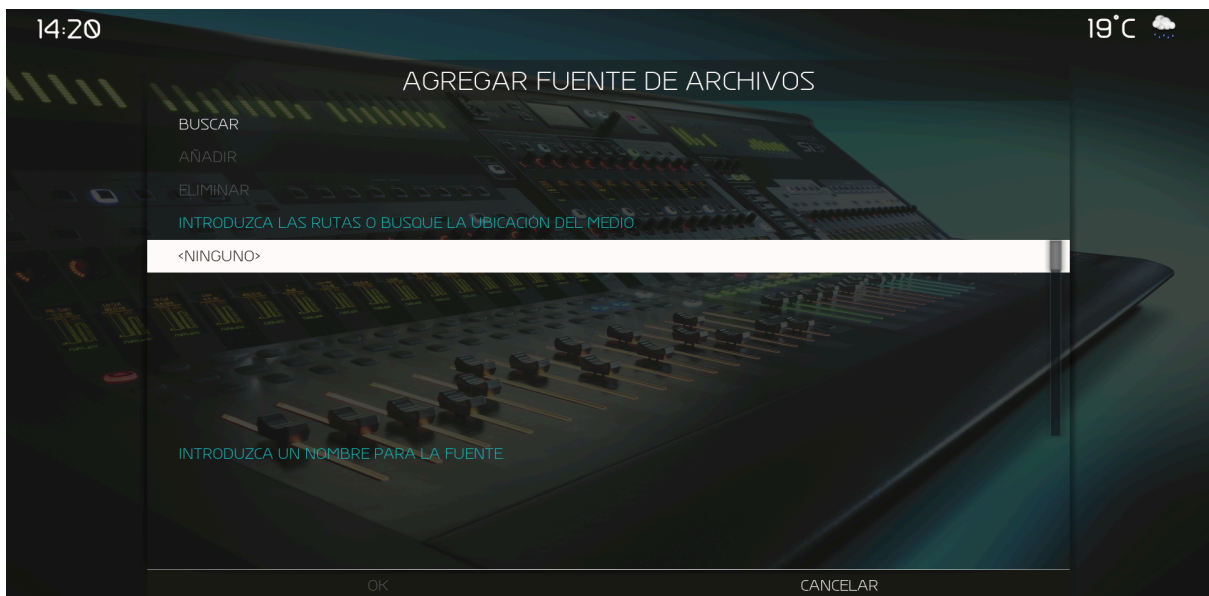 14:20
19°C
AGREGAR FUENTE DE ARCHIVOS
BUSCAR
AÑADIR
ELIMINAR
INTRODUZCA LAS RUTAS O BUSQUE LA UBICACIÓN DEL MEDIO.
<NINGUNO>
INTRODUZCA UN NOMBRE PARA LA FUENTE
OK
CANCELAR